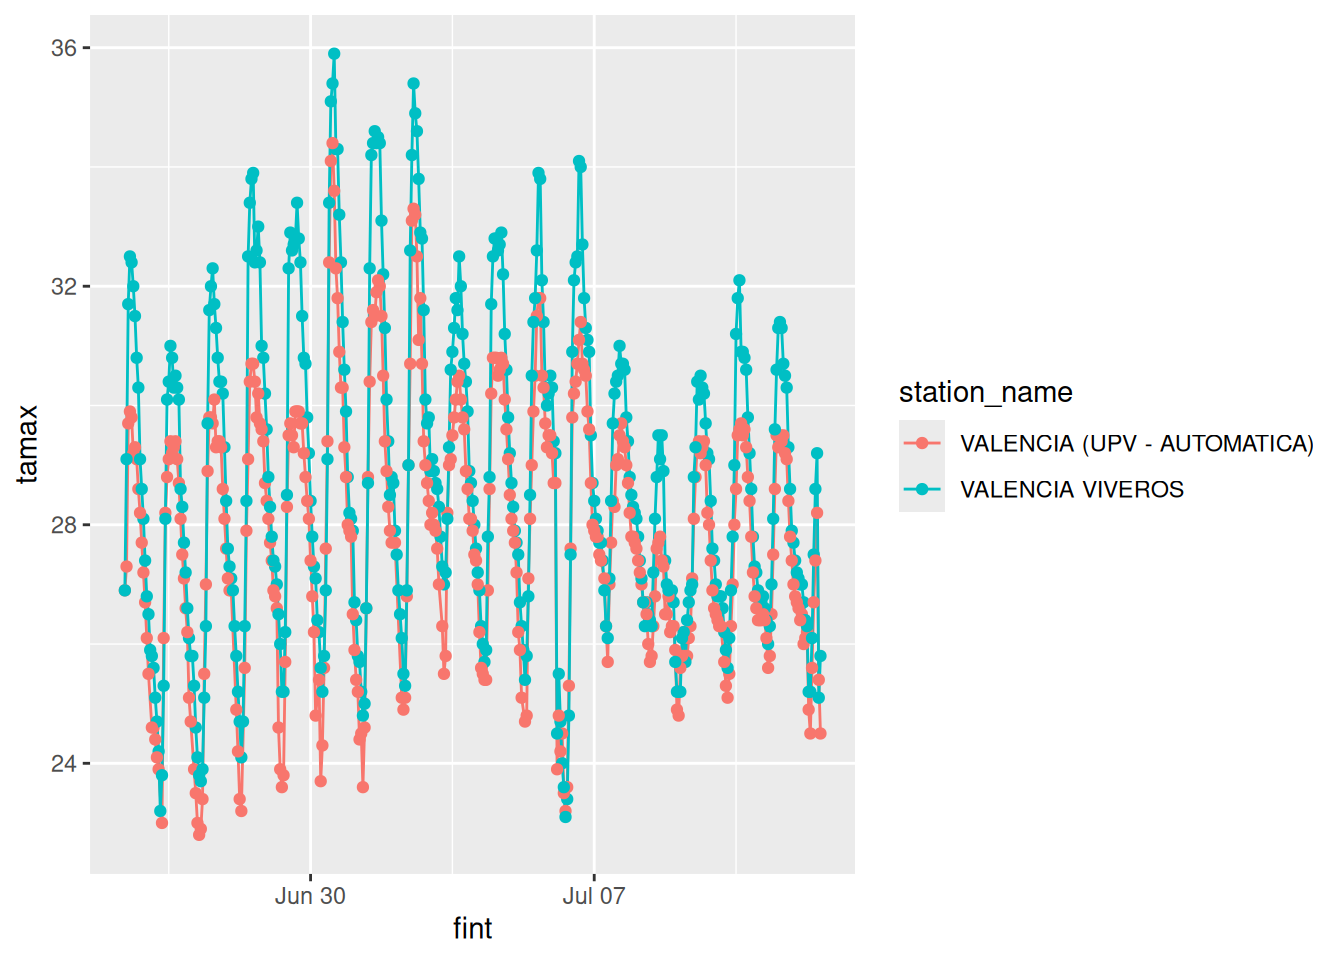 36
32
28
24
tamax
Jun 30
Jul 07
fint
station_name
VALENCIA (UPV - AUTOMATICA)
VALENCIA VIVEROS